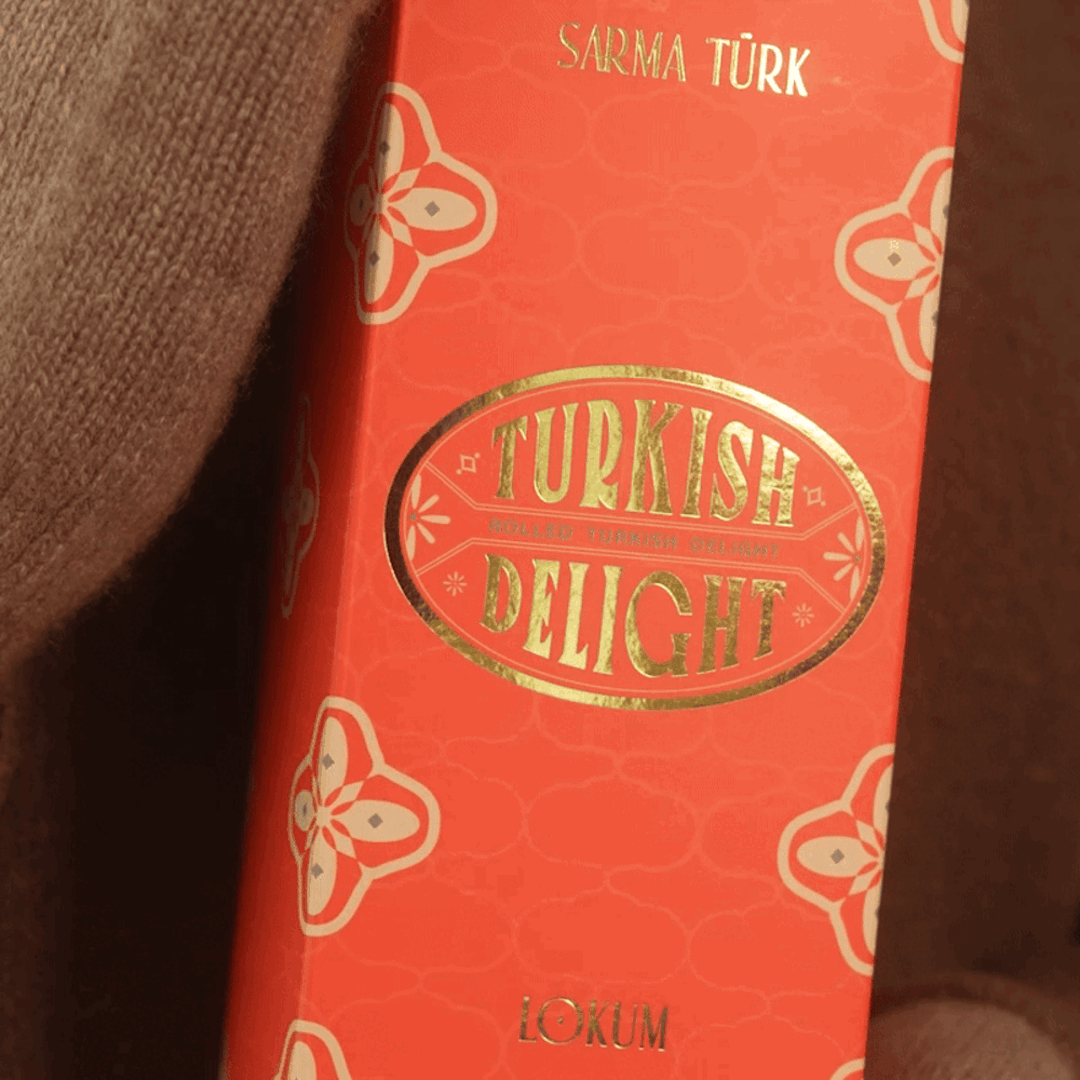 SARMA TÜRK
TURKISH
ROLLED TURKISH DELIGHT
DELIGHT
LOKUM